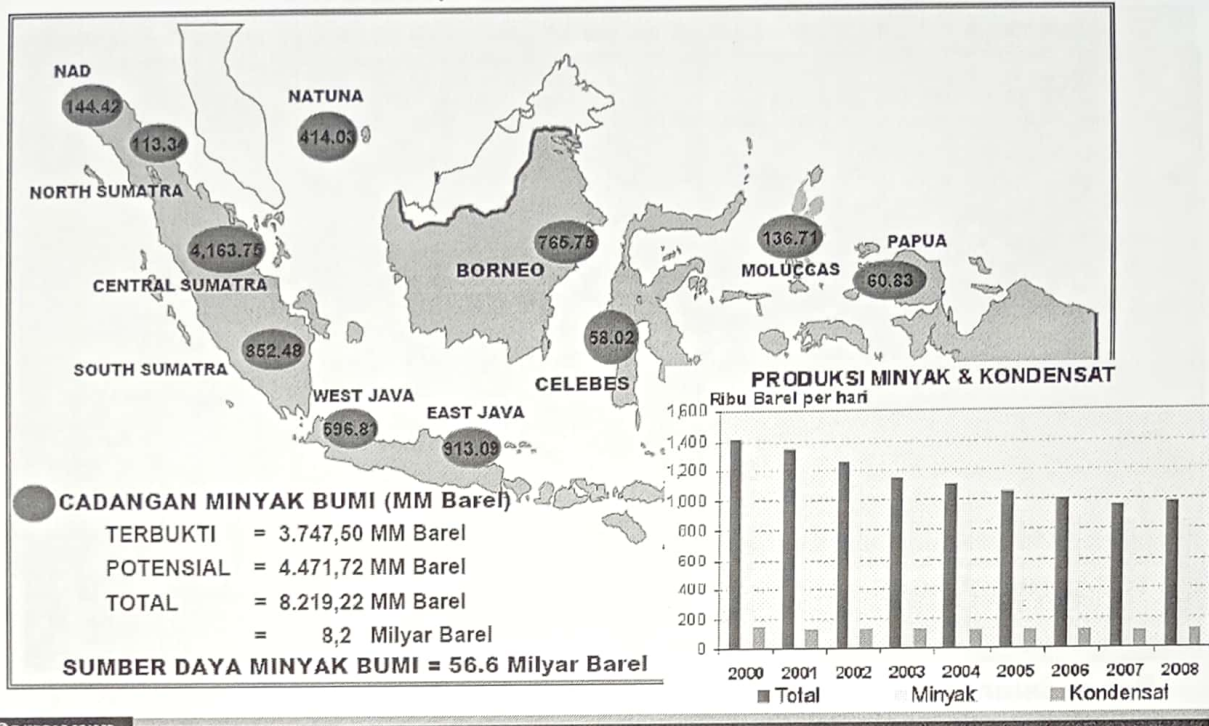 NAD
144.42
NATUNA
414.03
113.34
NORTH SUMATRA
4,163.75
CENTRAL SUMATRA
765.75
BORNEO
136.71
MOLUCCAS
PAPUA
60.83
852.48
SOUTH SUMATRA
58.02
CELEBES
WEST JAVA
596.81
EAST JAVA
913.09
CADANGAN MINYAK BUMI (MM Barel)
TERBUKTI = 3.747,50 MM Barel
POTENSIAL = 4.471,72 MM Barel
TOTAL = 8.219,22 MM Barel
= 8,2 Milyar Barel
SUMBER DAYA MINYAK BUMI = 56.6 Milyar Barel
PRODUKSI MINYAK & KONDENSAT
Ribu Barel per hari
1,600
1,400
1,200
1,000
800
600
400
200
0
2000 2001 2002 2003 2004 2005 2006 2007 2008
Total Minyak Kondensat